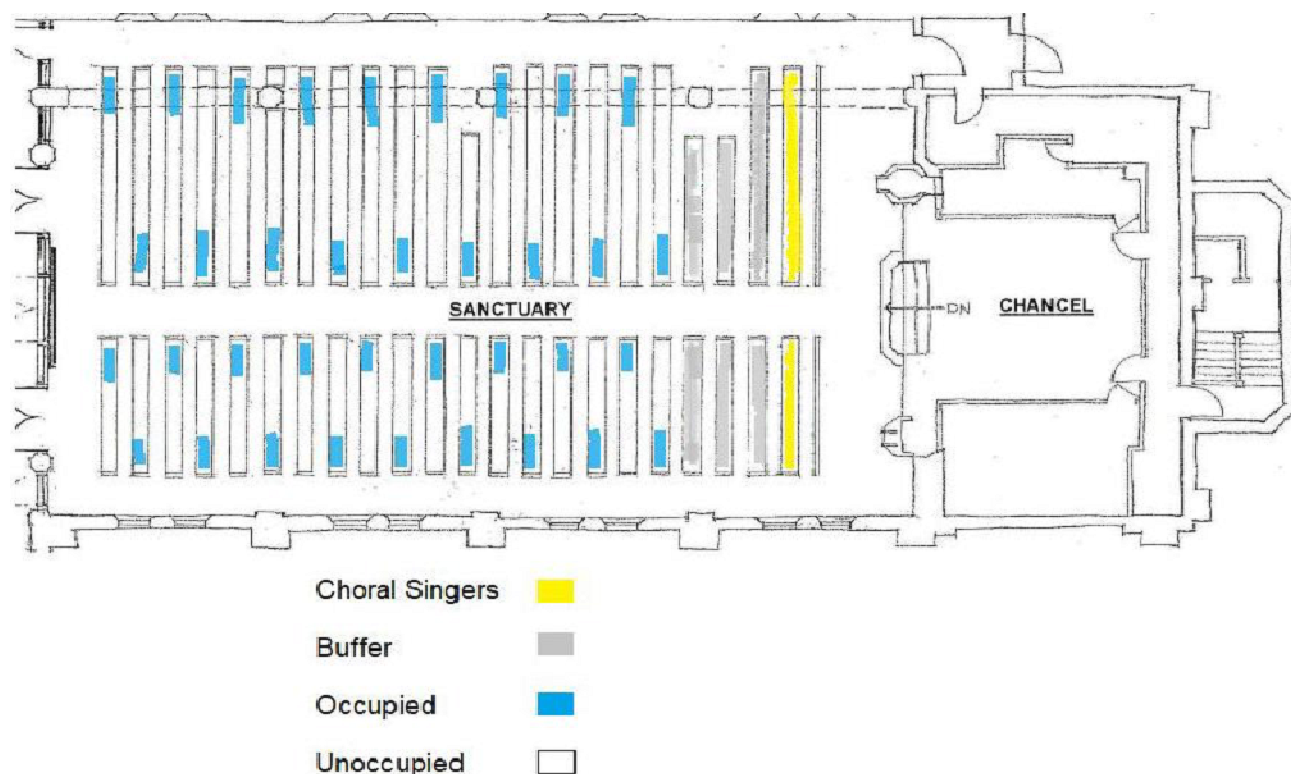 SANCTUARY
DN
CHANCEL
Choral Singers
Buffer
Occupied
Unoccupied